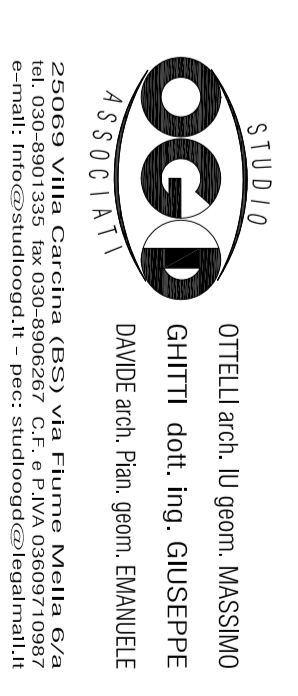 STUDIO
OGD
ASSOCIATI
OTTELLI arch. IU geom. MASSIMO
GHITTI dott. ing. GIUSEPPE
DAVIDE arch. Pian. geom. EMANUELE
25069 Villa Carcina (BS) via Fiume Mella 6/a
tel. 030-8901335 fax 030-8906267 C.F. e P.IVA 03609710987
e-mail: info@studioogd.it - pec: studioogd@legalmail.it